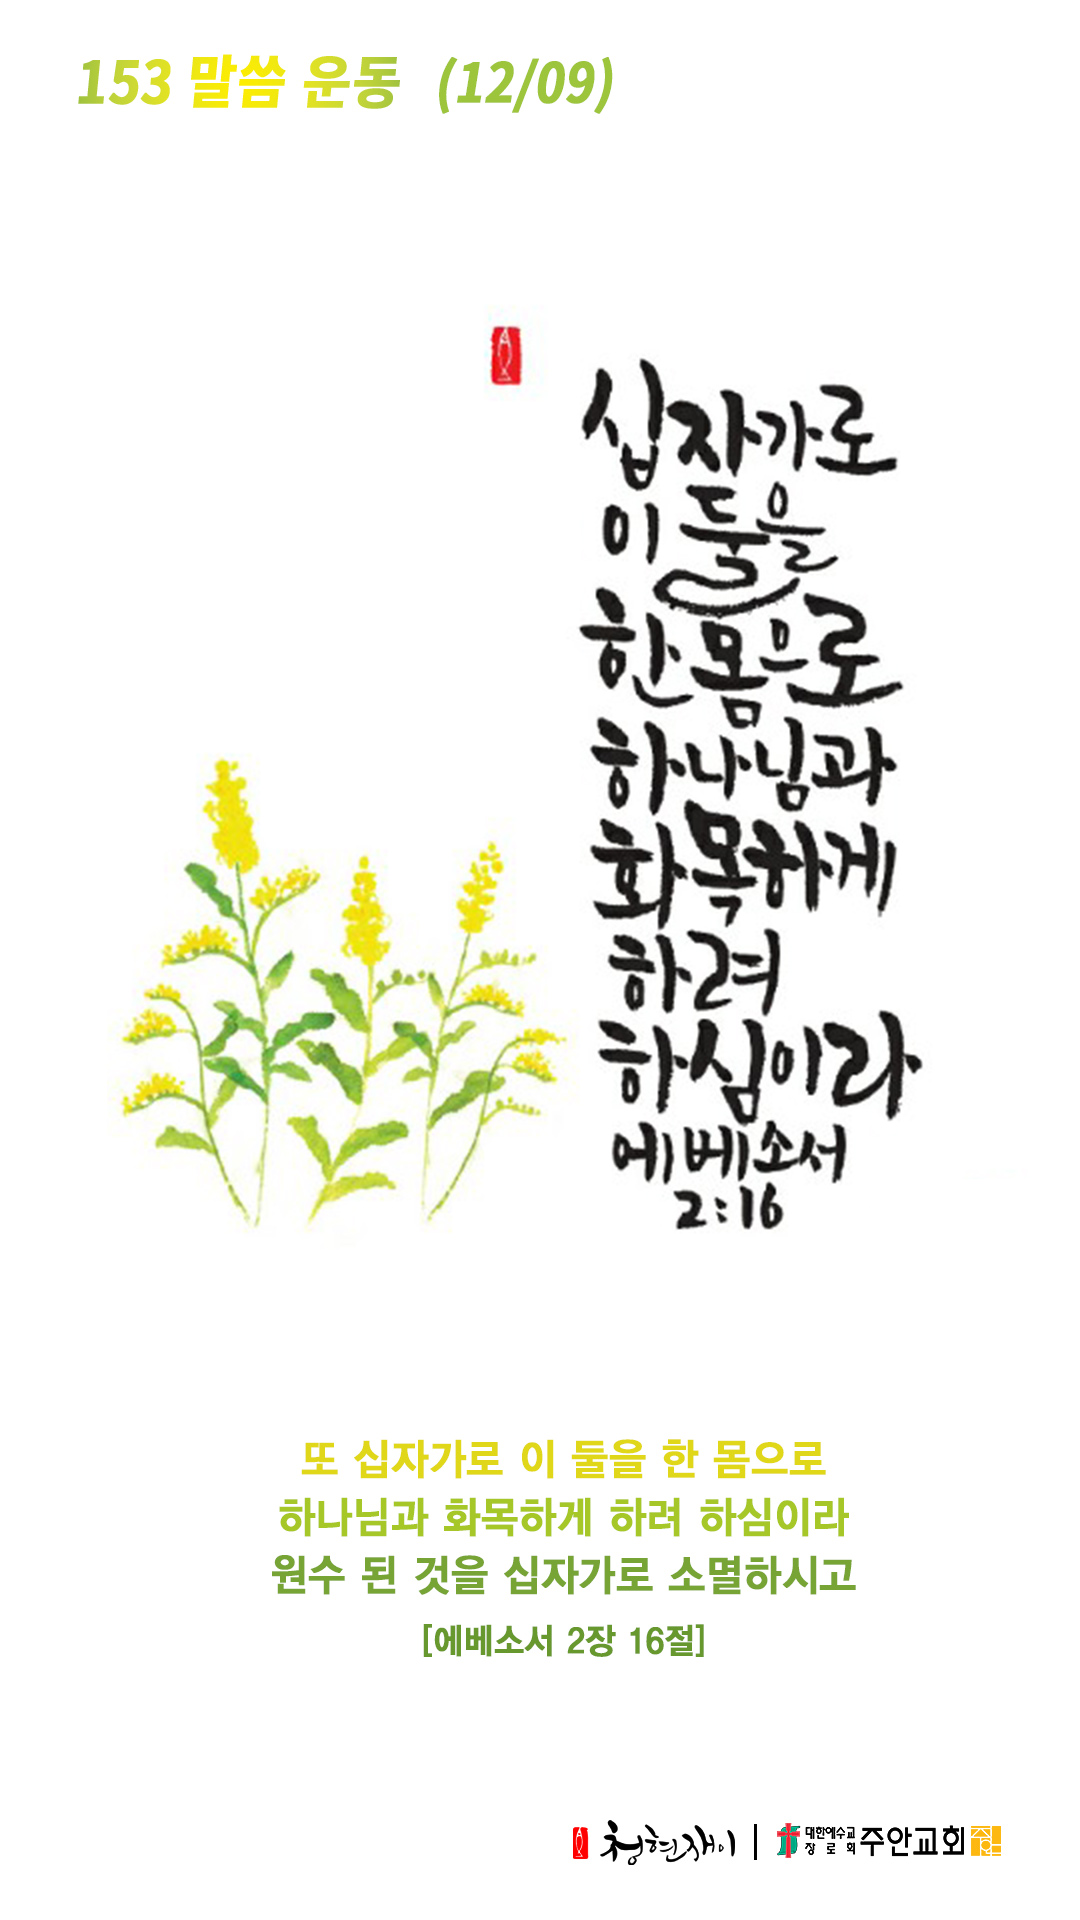 153 말씀 운동 (12/09)
십자가로
이 둘을
한 몸으로
하나님과
화목하게
하려
하심이라
에베소서
2:16
또 십자가로 이 둘을 한 몸으로
하나님과 화목하게 하려 하심이라
원수 된 것을 십자가로 소멸하시고
[에베소서 2장 16절]
청현재이 | 대한예수교 장로회 주안교회